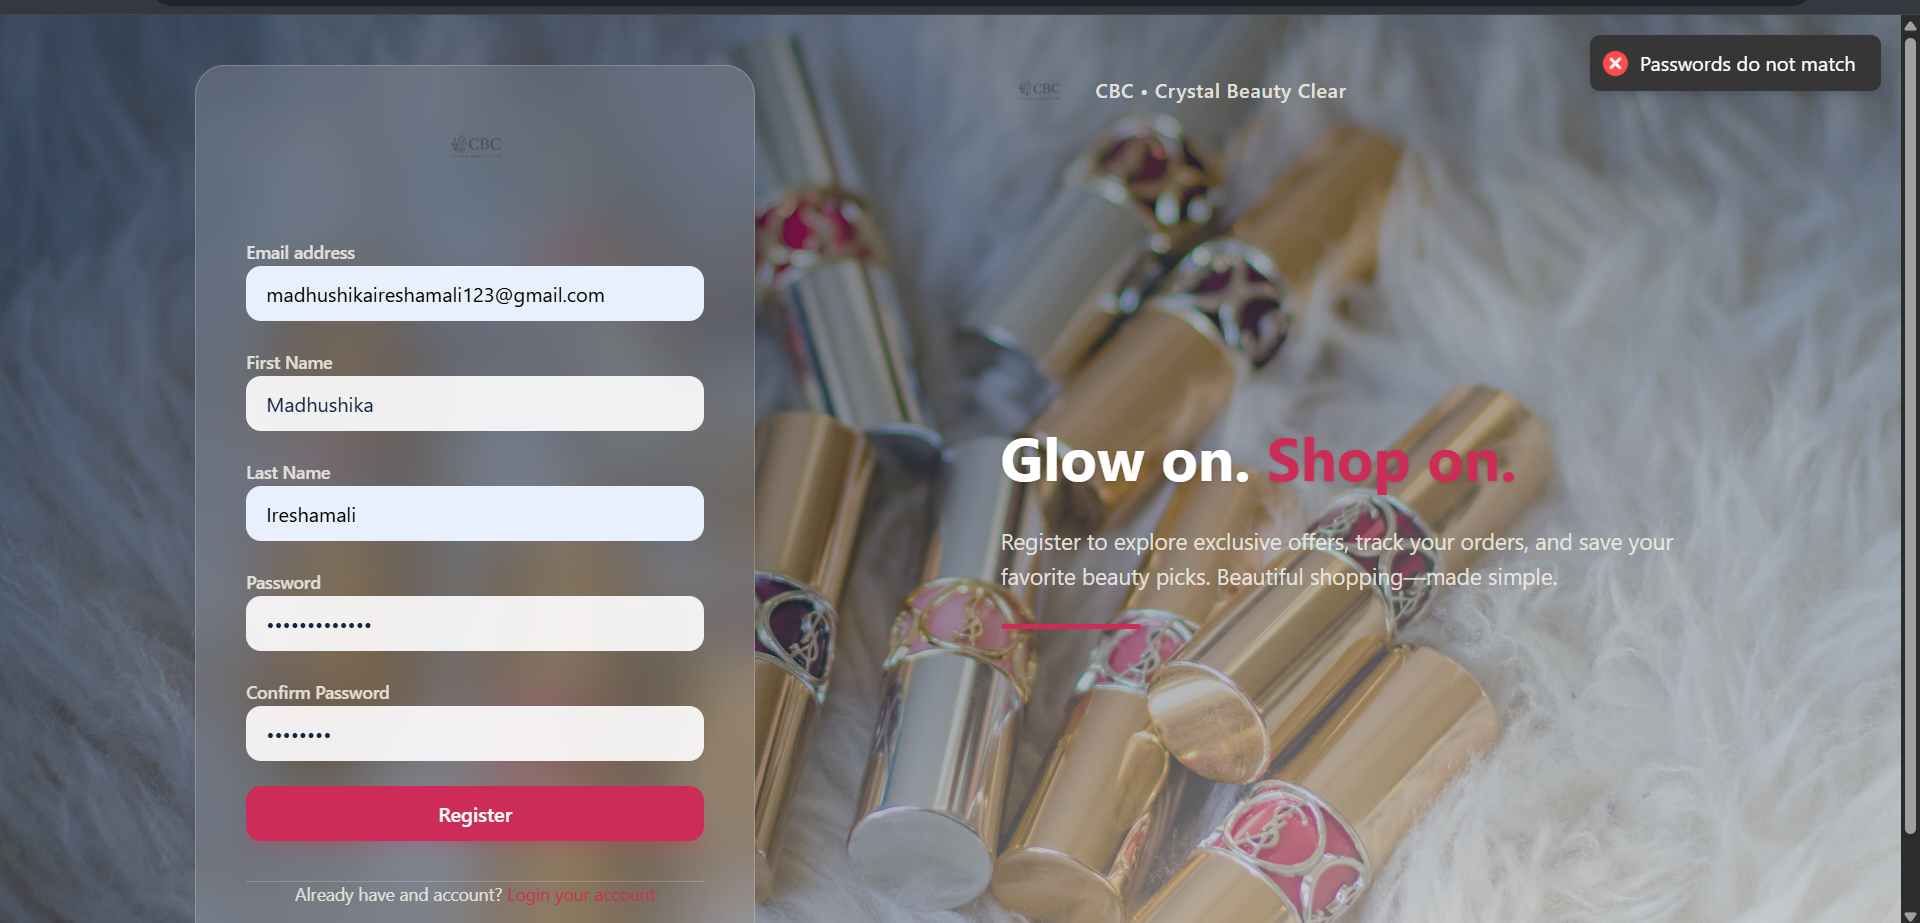 Passwords do not match
CBC
CBC • Crystal Beauty Clear
CBC
Email address
madhushikaireshamali123@gmail.com
First Name
Madhushika
Last Name
Ireshamali
Password
•••••••••••••
Confirm Password
••••••••
Register
Already have and account? Login your account
Glow on. Shop on.
Register to explore exclusive offers, track your orders, and save your
favorite beauty picks. Beautiful shopping—made simple.